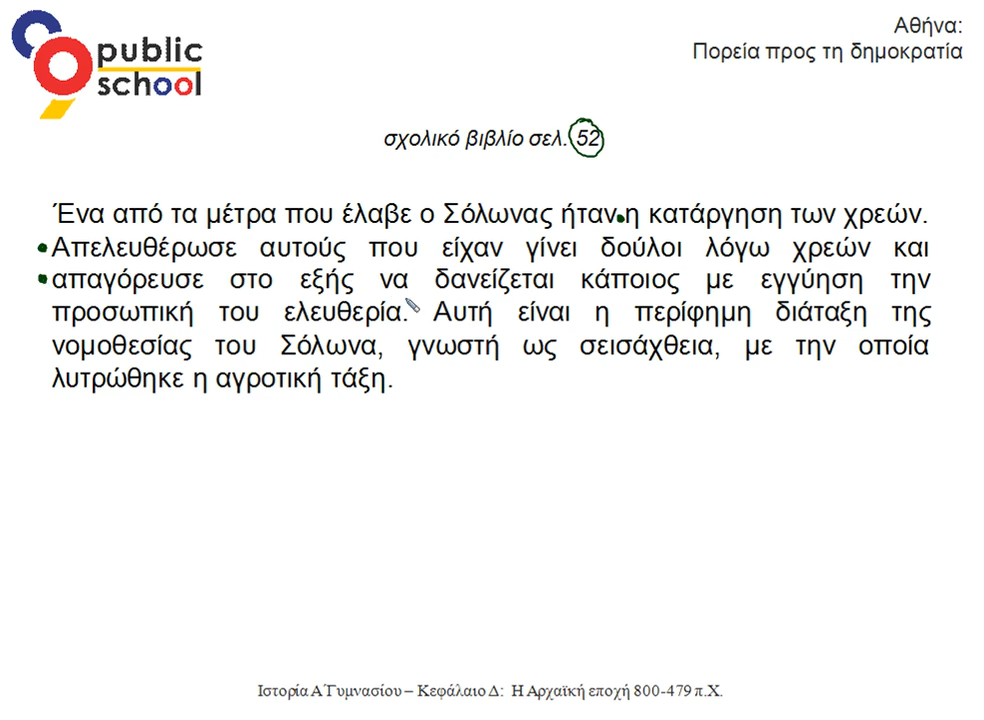 public
school
Αθήνα:
Πορεία προς τη δημοκρατία
σχολικό βιβλίο σελ. 52
Ένα από τα μέτρα που έλαβε ο Σόλωνας ήταν η κατάργηση των χρεών.
Απελευθέρωσε αυτούς που είχαν γίνει δούλοι λόγω χρεών και
απαγόρευσε στο εξής να δανείζεται κάποιος με εγγύηση την
προσωπική του ελευθερία. Αυτή είναι η περίφημη διάταξη της
νομοθεσίας του Σόλωνα, γνωστή ως σεισάχθεια, με την οποία
λυτρώθηκε η αγροτική τάξη.
Ιστορία Α΄Γυμνασίου – Κεφάλαιο Δ: Η Αρχαϊκή εποχή 800-479 π.Χ.